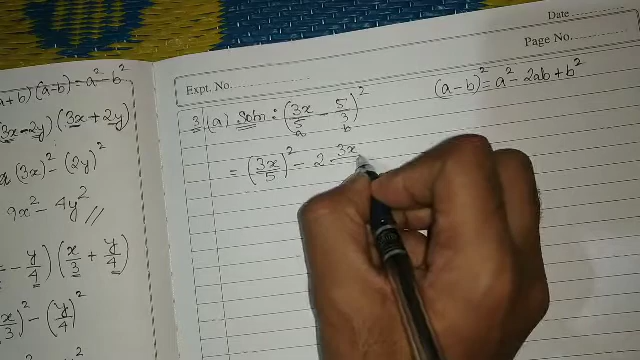 a+b) (a-b) = a² - b²
3x-2y) (3x + 2y)
(3x)² - (2y)²
9x² - 4y² //
- y/4) (x/3 + y/4)
x/3)² - (y/4)²
Date
Expt. No.
Page No.
3) (a) Soln: (3x/5 - 5/3)²
a b
(a-b)² = a² - 2ab + b²
= (3x/5)² - 2 3x